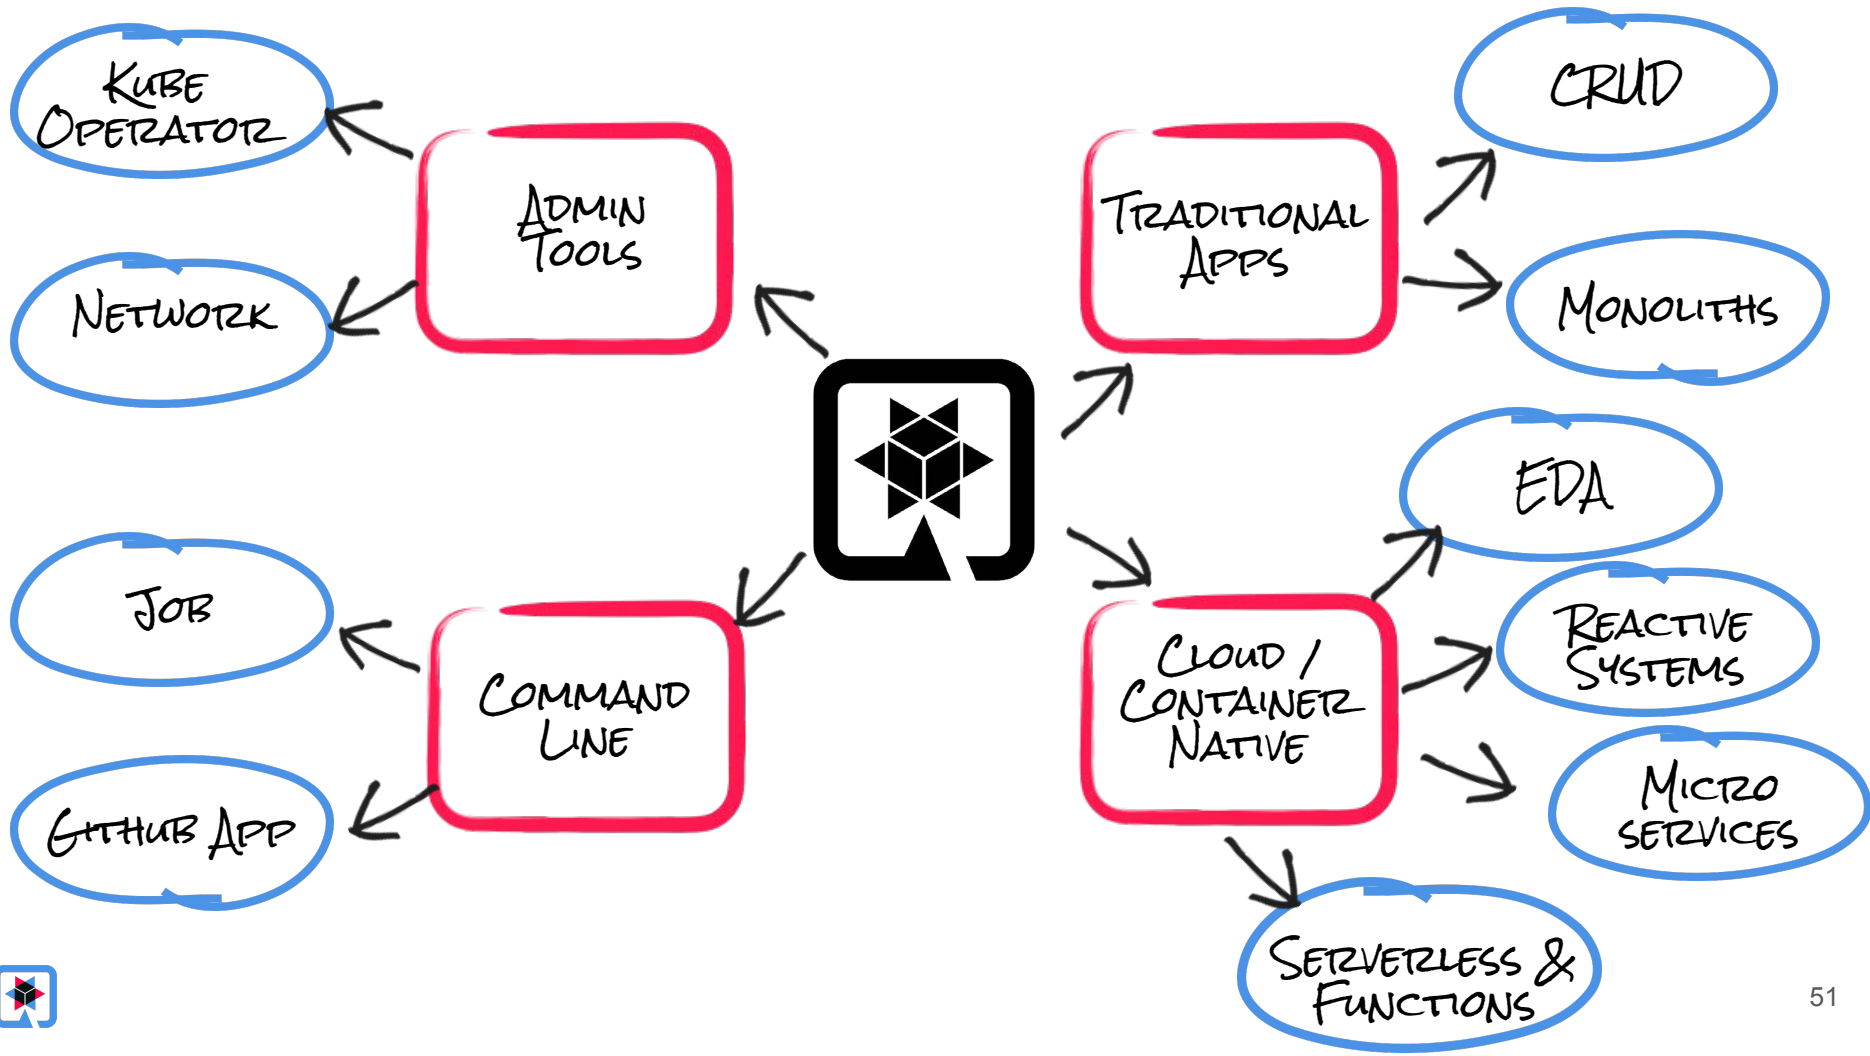 Kube
Operator
Network
Admin
Tools
Traditional
Apps
CRUD
Monoliths
Job
Github App
Command
Line
Cloud /
Container
Native
EDA
Reactive
Systems
Micro
services
Serverless &
Functions
51